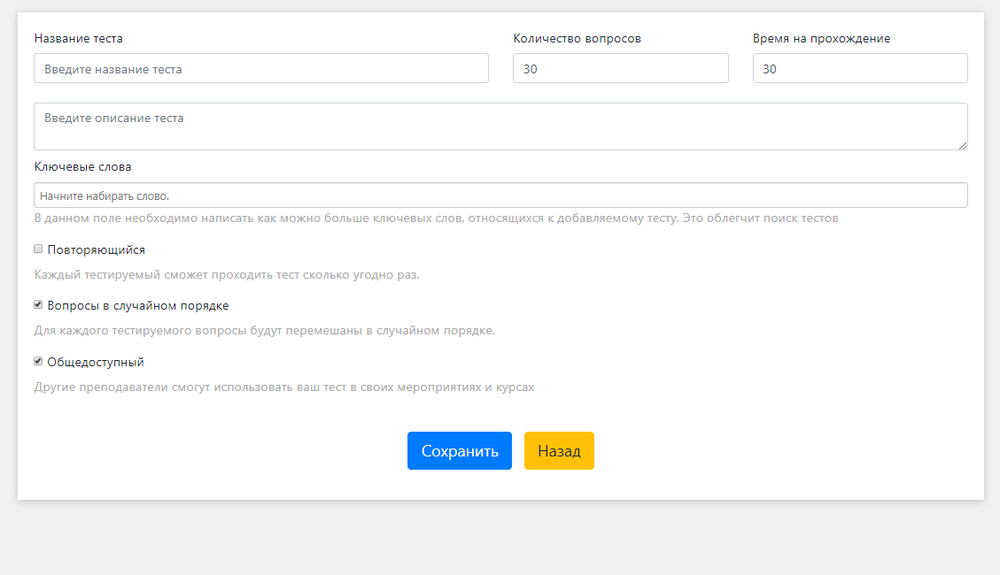 Название теста
Количество вопросов
Время на прохождение
Введите название теста
30
30
Введите описание теста
Ключевые слова
Начните набирать слово.
В данном поле необходимо написать как можно больше ключевых слов, относящихся к добавляемому тесту. Это облегчит поиск тестов
Повторяющийся
Каждый тестируемый сможет проходить тест сколько угодно раз.
Вопросы в случайном порядке
Для каждого тестируемого вопросы будут перемешаны в случайном порядке.
Общедоступный
Другие преподаватели смогут использовать ваш тест в своих мероприятиях и курсах
Сохранить
Назад